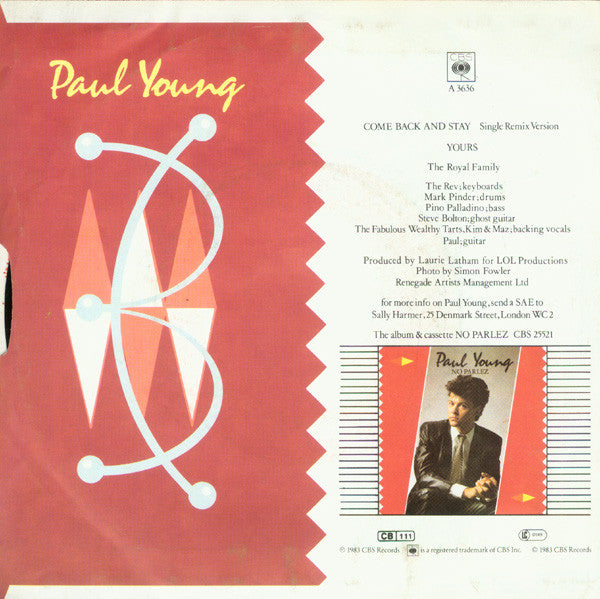 Paul Young
CBS
A 3636
COME BACK AND STAY Single Remix Version
YOURS
The Royal Family
The Rev;keyboards
Mark Pinder;drums
Pino Palladino;bass
Steve Bolton;ghost guitar
The Fabulous Wealthy Tarts,Kim & Maz;backing vocals
Paul;guitar
Produced by Laurie Latham for LOL Productions
Photo by Simon Fowler
Renegade Artists Management Ltd
for more info on Paul Young,send a SAE to
Sally Harmer,25 Denmark Street,London WC2
The album & cassette NO PARLEZ CBS 25521
Paul Young
NO PARLEZ
CB 111
℗ 1983 CBS Records is a registered trademark of CBS Inc. © 1983 CBS Records